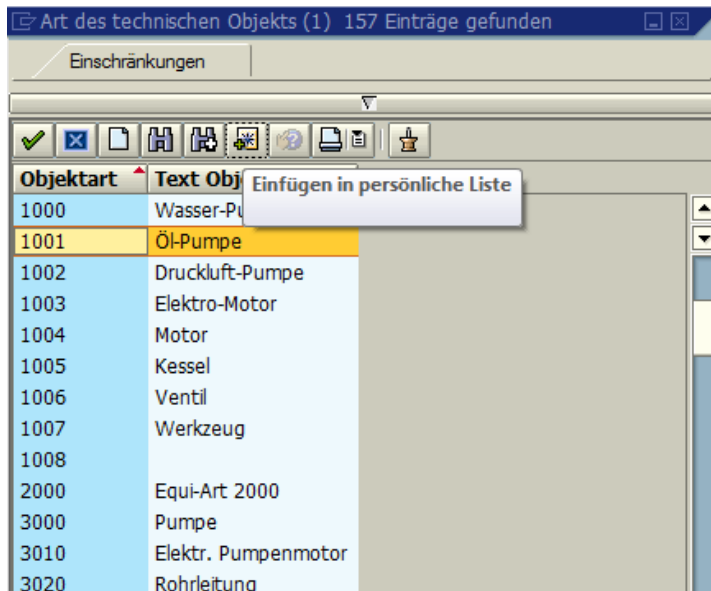 Art des technischen Objekts (1) 157 Einträge gefunden
Einschränkungen
Objektart Text Obj
Einfügen in persönliche Liste
1000 Wasser-Pu
1001 Öl-Pumpe
1002 Druckluft-Pumpe
1003 Elektro-Motor
1004 Motor
1005 Kessel
1006 Ventil
1007 Werkzeug
1008
2000 Equi-Art 2000
3000 Pumpe
3010 Elektr. Pumpenmotor
3020 Rohrleitung